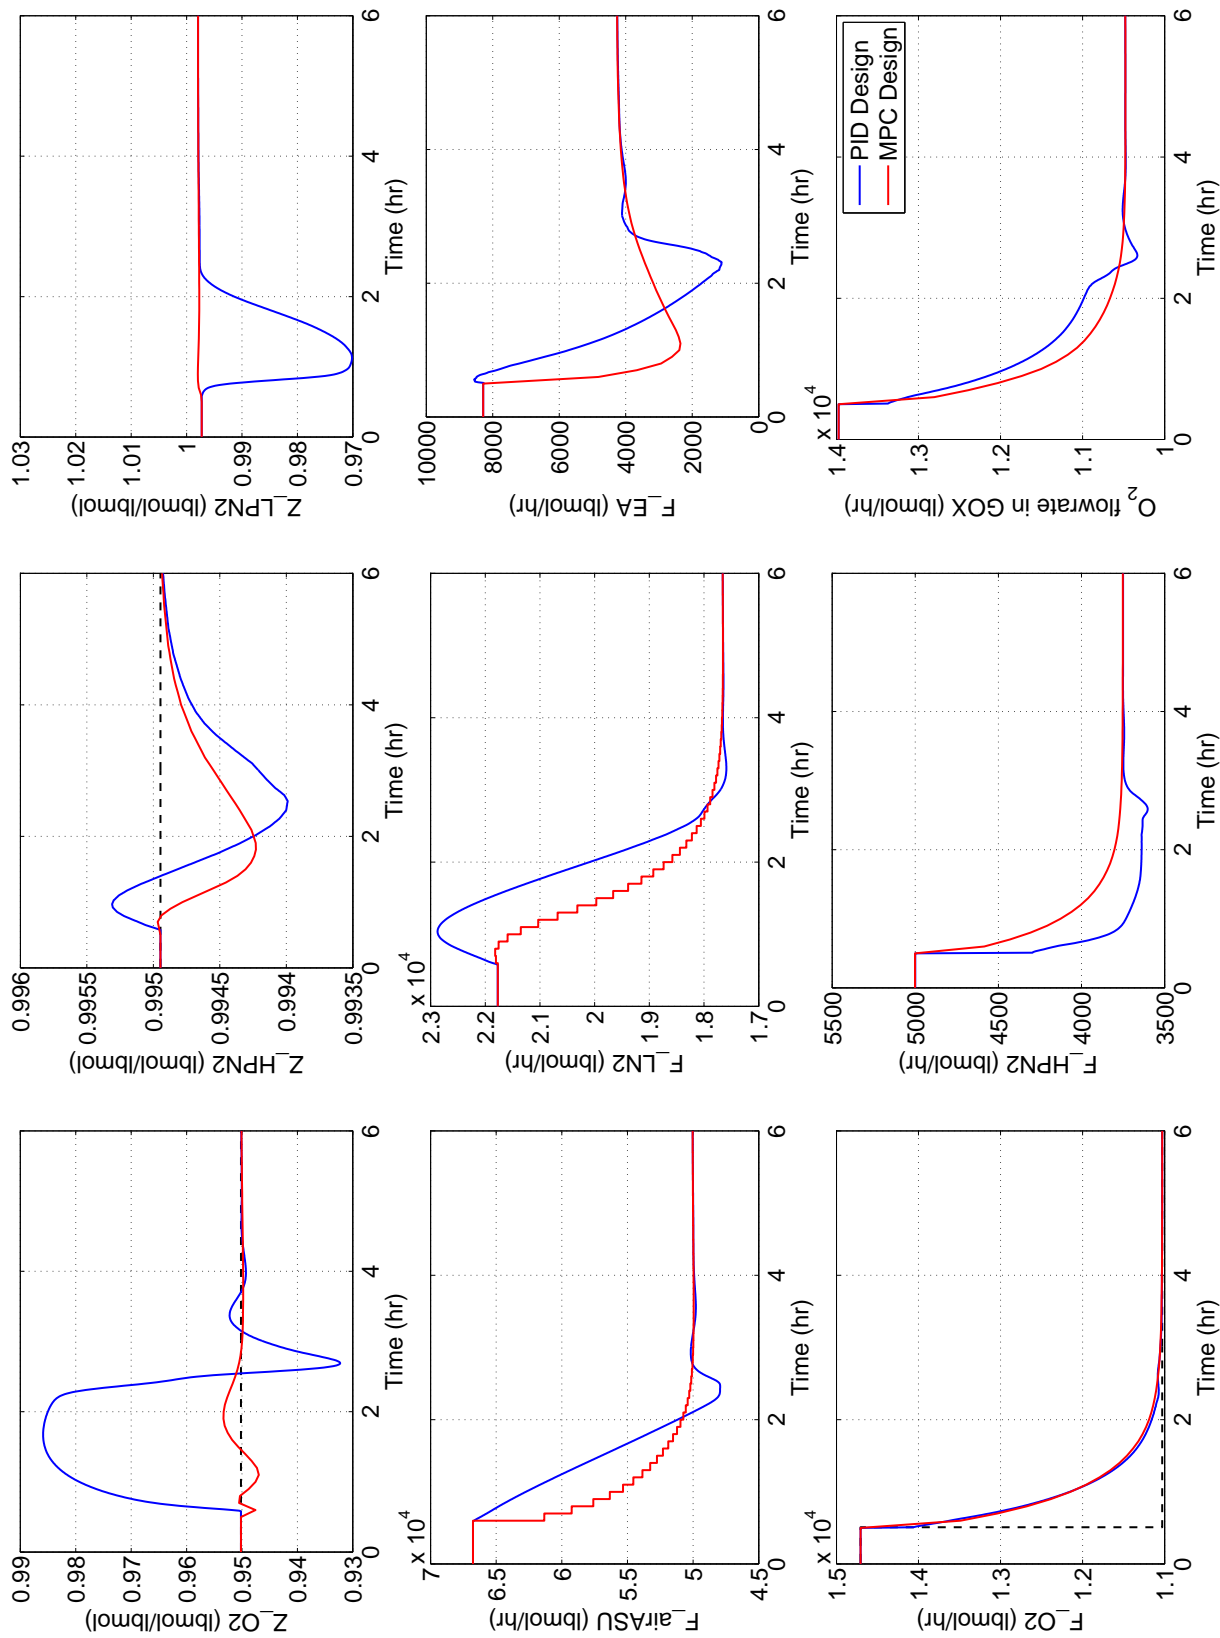 Z_O2 (lbmol/lbmol)
0.99
0.98
0.97
0.96
0.95
0.94
0.93
0 2 4 6
Time (hr)
Z_HPN2 (lbmol/lbmol)
0.996
0.9955
0.995
0.9945
0.994
0.9935
0 2 4 6
Time (hr)
Z_LPN2 (lbmol/lbmol)
1.03
1.02
1.01
1
0.99
0.98
0.97
0 2 4 6
Time (hr)
F_airASU (lbmol/hr)
x 10^4
7
6.5
6
5.5
5
4.5
0 2 4 6
Time (hr)
F_LN2 (lbmol/hr)
x 10^4
2.3
2.2
2.1
2
1.9
1.8
1.7
0 2 4 6
Time (hr)
F_EA (lbmol/hr)
10000
8000
6000
4000
2000
0
0 2 4 6
Time (hr)
F_O2 (lbmol/hr)
x 10^4
1.5
1.4
1.3
1.2
1.1
0 2 4 6
Time (hr)
F_HPN2 (lbmol/hr)
5500
5000
4500
4000
3500
0 2 4 6
Time (hr)
O₂ flowrate in GOX (lbmol/hr)
x 10^4
1.4
1.3
1.2
1.1
1
0 2 4 6
Time (hr)
PID Design
MPC Design